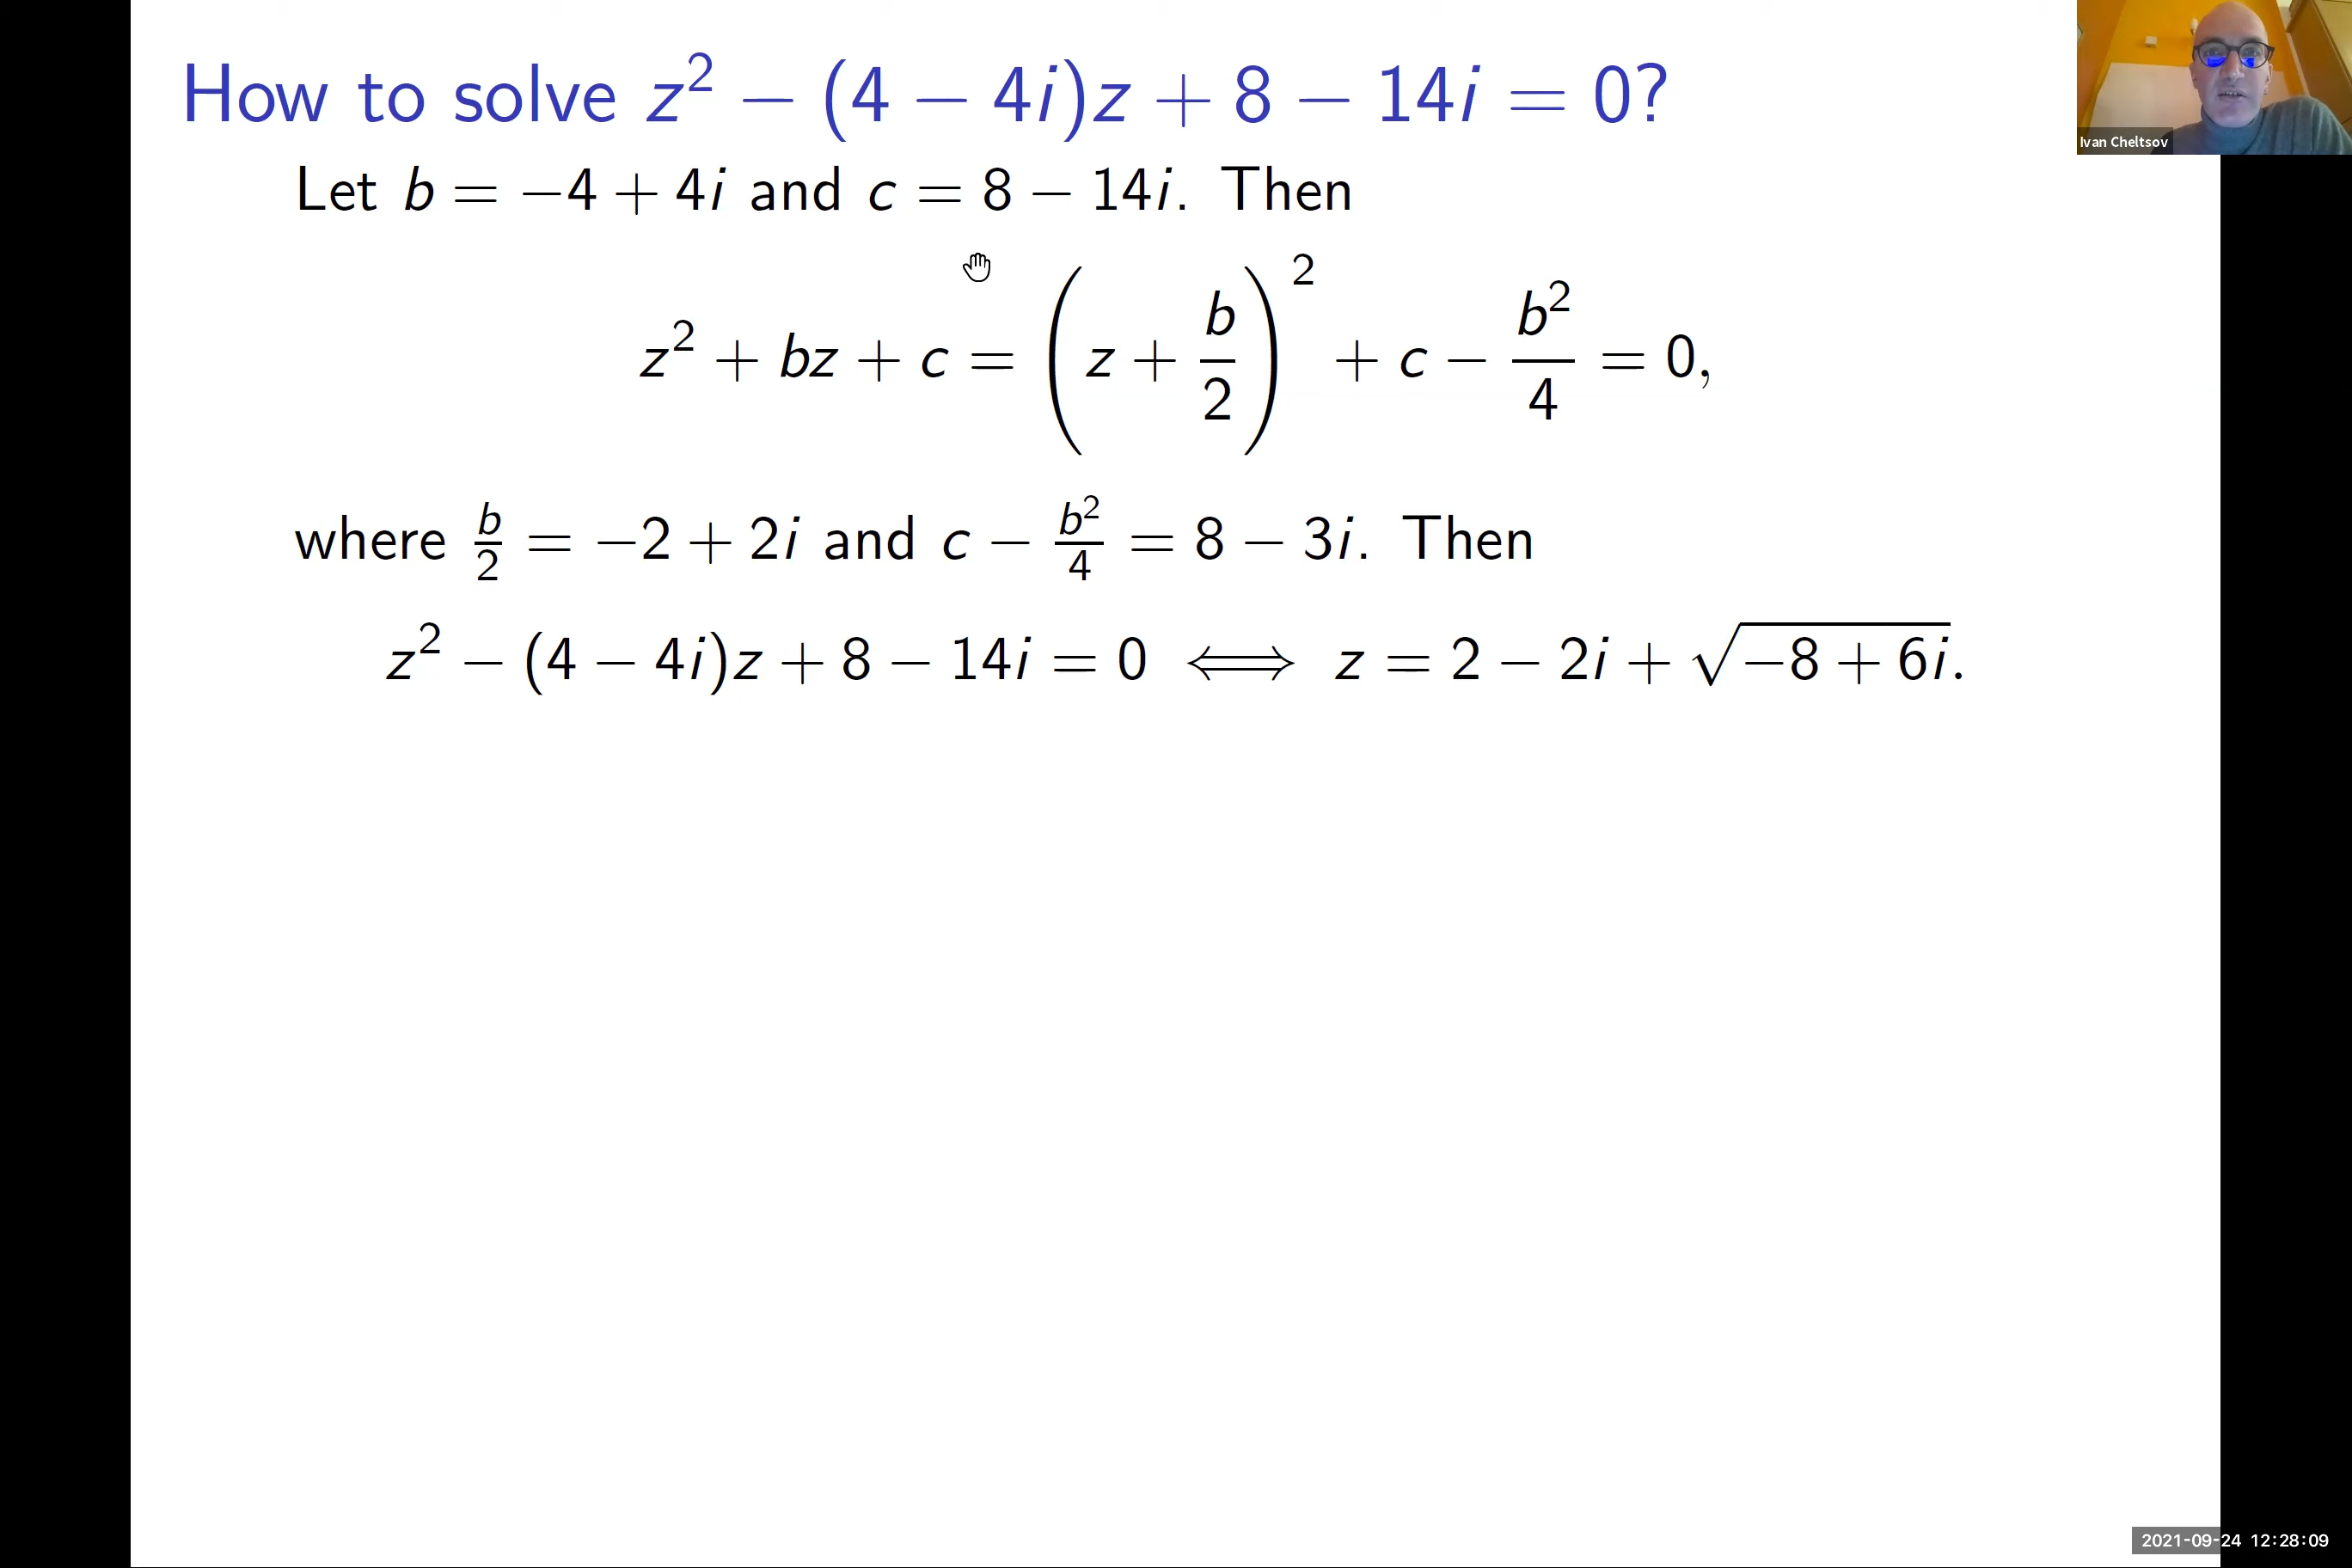 How to solve z² − (4 − 4i)z + 8 − 14i = 0?
Ivan Cheltsov
Let b = −4 + 4i and c = 8 − 14i. Then
z² + bz + c = (z + b/2)² + c − b²/4 = 0,
where b/2 = −2 + 2i and c − b²/4 = 8 − 3i. Then
z² − (4 − 4i)z + 8 − 14i = 0 ⟺ z = 2 − 2i + √(−8 + 6i).
2021-09-24 12:28:09